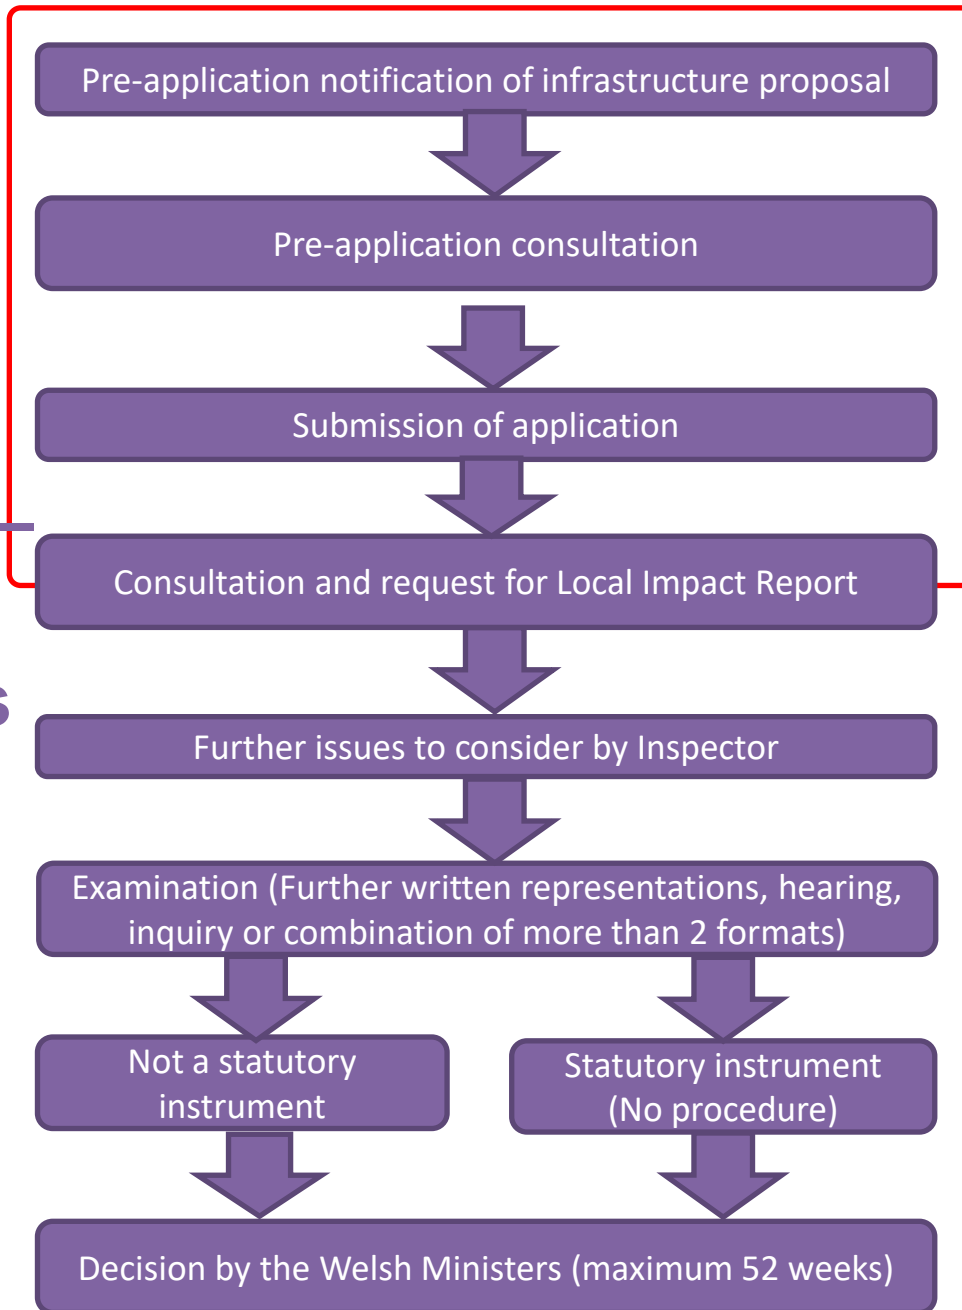 Pre-application notification of infrastructure proposal
Pre-application consultation
Submission of application
Consultation and request for Local Impact Report
s
Further issues to consider by Inspector
Examination (Further written representations, hearing,
inquiry or combination of more than 2 formats)
Not a statutory
instrument
Statutory instrument
(No procedure)
Decision by the Welsh Ministers (maximum 52 weeks)